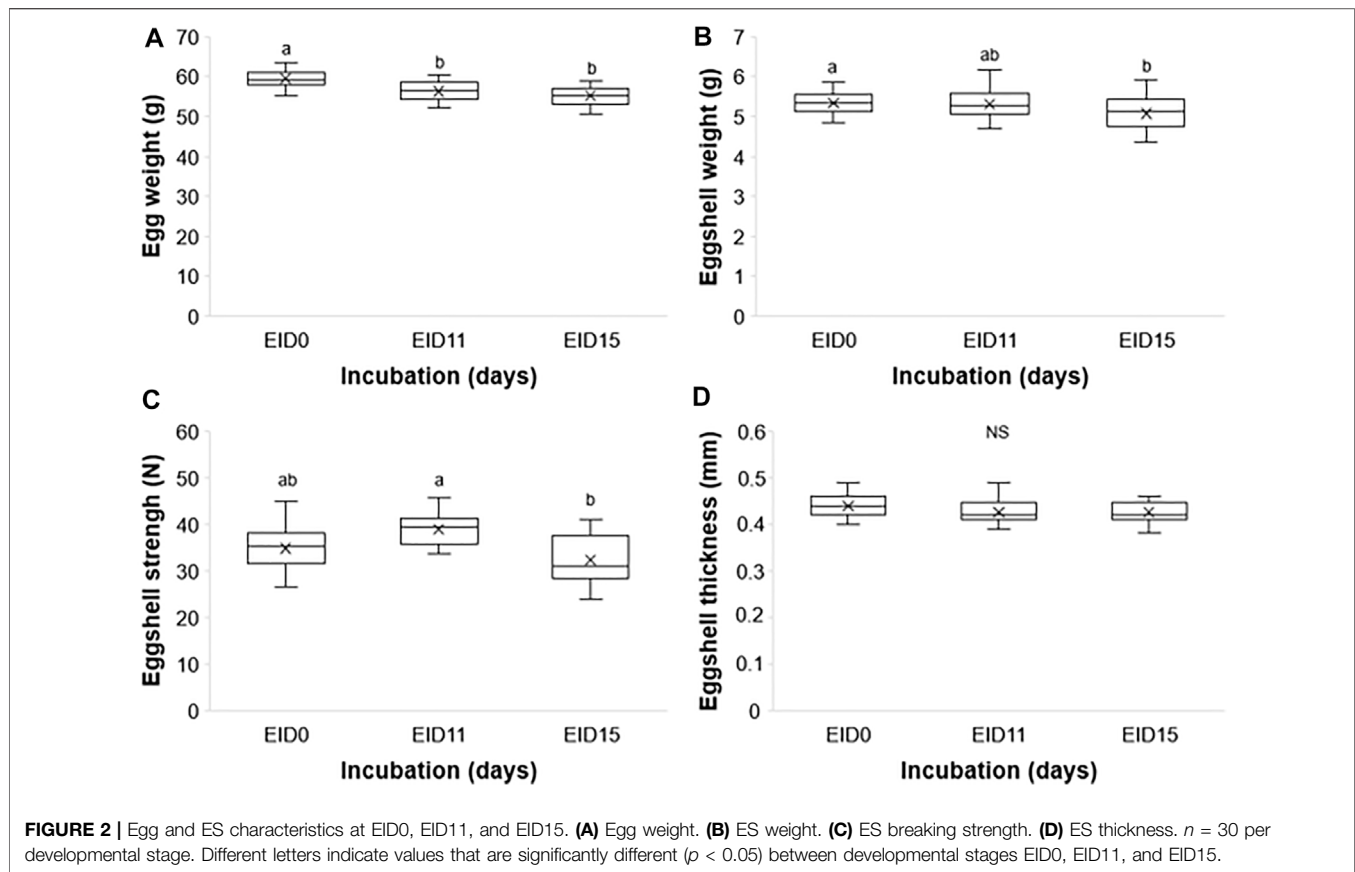 A
70
60
50
40
30
20
10
0
Egg weight (g)
a
b
b
EID0 EID11 EID15
Incubation (days)
B
7
6
5
4
3
2
1
0
Eggshell weight (g)
a
ab
b
EID0 EID11 EID15
Incubation (days)
C
60
50
40
30
20
10
0
Eggshell strengh (N)
ab
a
b
EID0 EID11 EID15
Incubation (days)
D
0.6
0.5
0.4
0.3
0.2
0.1
0
Eggshell thickness (mm)
NS
EID0 EID11 EID15
Incubation (days)
FIGURE 2 | Egg and ES characteristics at EID0, EID11, and EID15. (A) Egg weight. (B) ES weight. (C) ES breaking strength. (D) ES thickness. n = 30 per
developmental stage. Different letters indicate values that are significantly different (p < 0.05) between developmental stages EID0, EID11, and EID15.